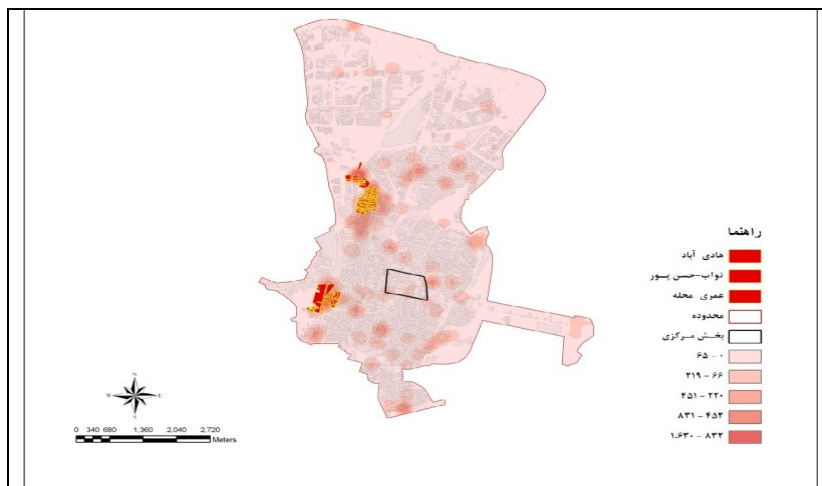 راهنما
هادی آباد
نواب-حسن پور
عمری محله
محدوده
بخش مرکزی
۶۵ - ۰
۲۱۹ - ۶۶
۴۵۱ - ۲۲۰
۸۳۱ - ۴۵۲
۱,۶۳۰ - ۸۳۲
N
W E
S
0 340 680 1,360 2,040 2,720
Meters